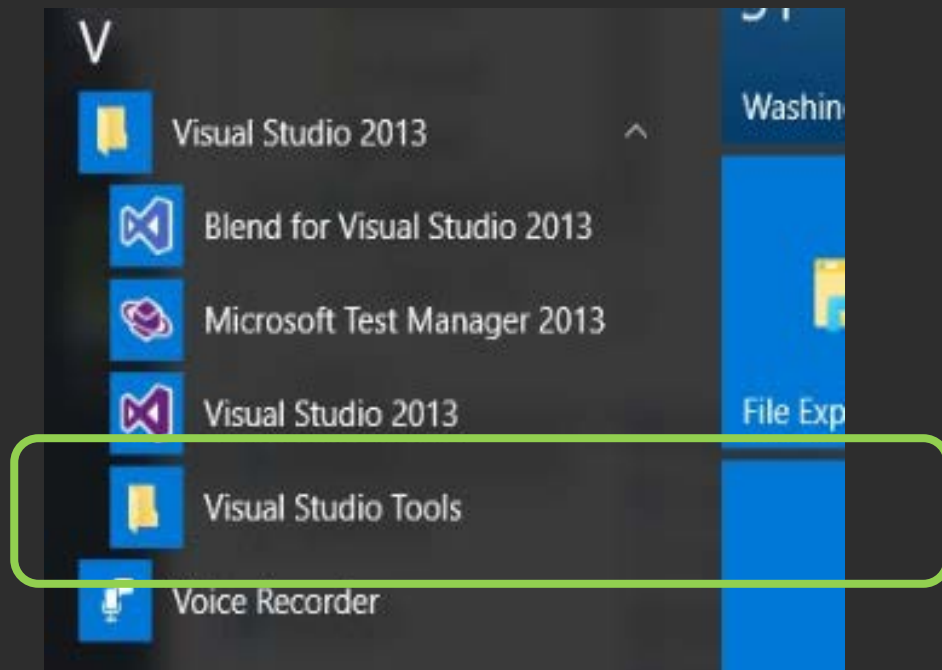 V
Visual Studio 2013
Washin
Blend for Visual Studio 2013
Microsoft Test Manager 2013
Visual Studio 2013
File Exp
Visual Studio Tools
Voice Recorder